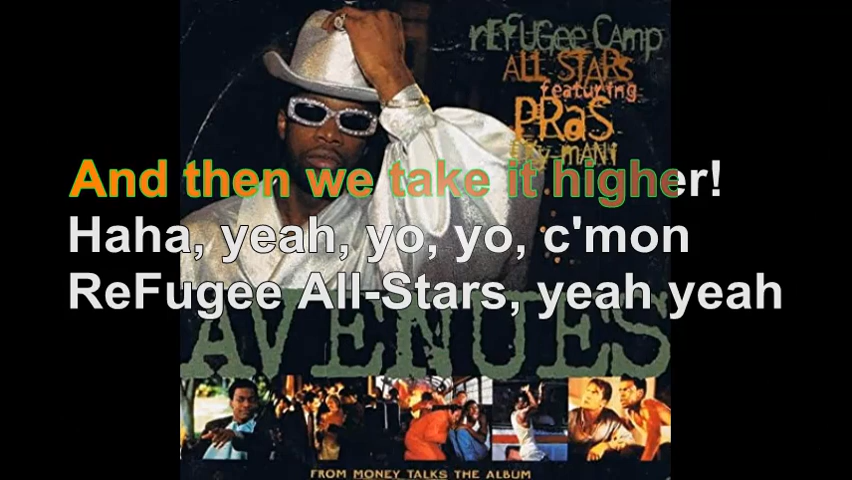 rEfUGee CAmp
ALL STARS
featuring
PRaS
And then we take it higher!
Haha, yeah, yo, yo, c'mon
ReFugee All-Stars, yeah yeah
AVENUES
FROM MONEY TALKS THE ALBUM